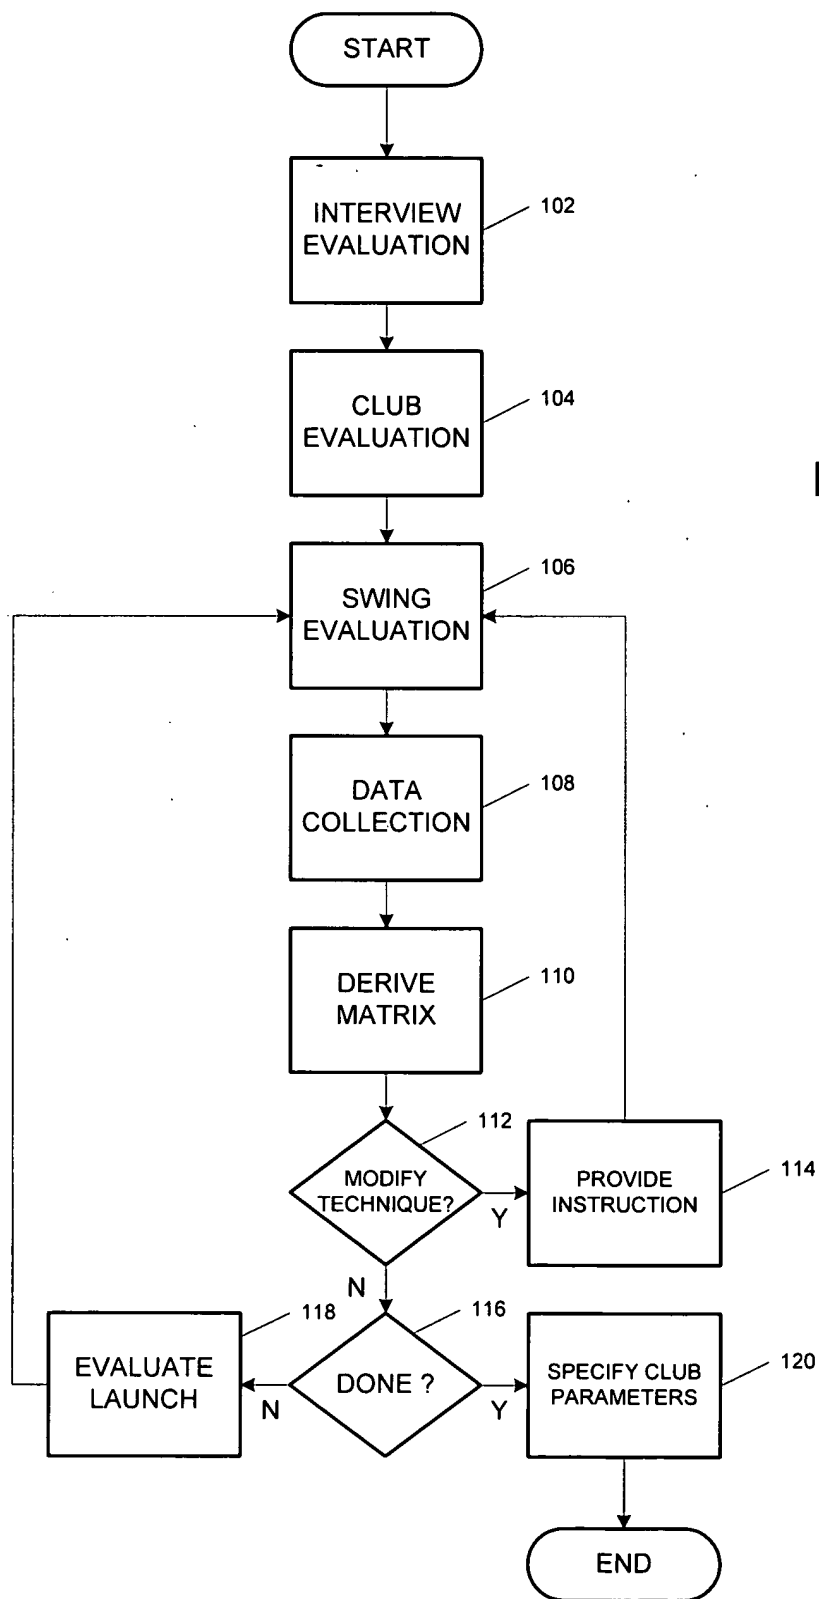 START
INTERVIEW
EVALUATION
102
CLUB
EVALUATION
104
SWING
EVALUATION
106
DATA
COLLECTION
108
DERIVE
MATRIX
110
MODIFY
TECHNIQUE?
112
Y
PROVIDE
INSTRUCTION
114
N
DONE ?
116
N
EVALUATE
LAUNCH
118
Y
SPECIFY CLUB
PARAMETERS
120
END